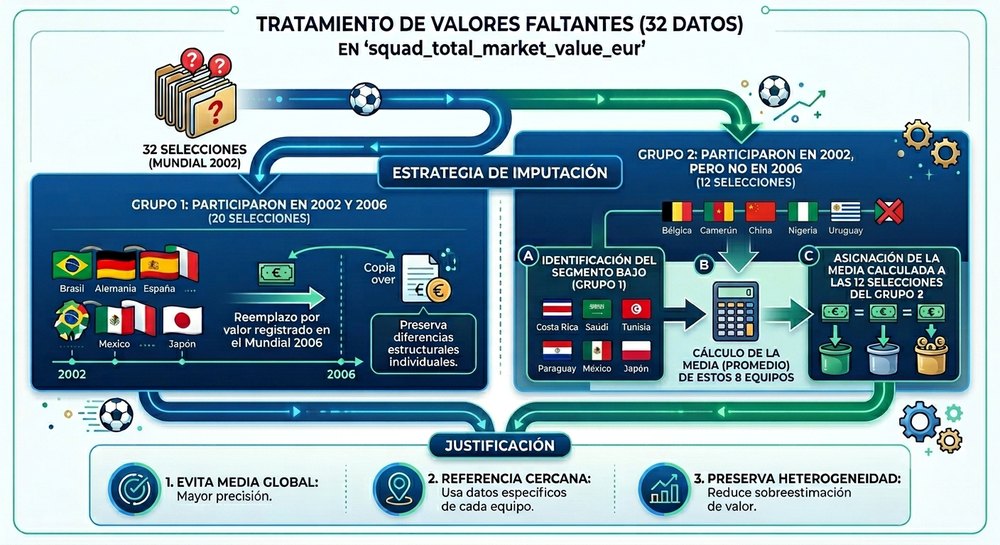 TRATAMIENTO DE VALORES FALTANTES (32 DATOS)
EN ‘squad_total_market_value_eur’
? ?
?
32 SELECCIONES
(MUNDIAL 2002)
ESTRATEGIA DE IMPUTACIÓN
GRUPO 1: PARTICIPARON EN 2002 Y 2006
(20 SELECCIONES)
Brasil Alemania España ....
Mexico .... Japón
€
Reemplazo por
valor registrado en
el Mundial 2006
Copia
over
€ €
Preserva
diferencias
estructurales
individuales.
2002
2006
GRUPO 2: PARTICIPARON EN 2002,
PERO NO EN 2006
(12 SELECCIONES)
Bélgica Camerún China Nigeria Uruguay
A
IDENTIFICACIÓN DEL
SEGMENTO BAJO
(GRUPO 1)
Costa Rica Saudí Tunisia
Paraguay México Japón
B
CÁLCULO DE LA
MEDIA (PROMEDIO)
DE ESTOS 8 EQUIPOS
C
ASIGNACIÓN DE LA
MEDIA CALCULADA A
LAS 12 SELECCIONES
DEL GRUPO 2
€ = € = €
JUSTIFICACIÓN
1. EVITA MEDIA GLOBAL:
Mayor precisión.
2. REFERENCIA CERCANA:
Usa datos específicos
de cada equipo.
3. PRESERVA HETEROGENEIDAD:
Reduce sobreestimación
de valor.